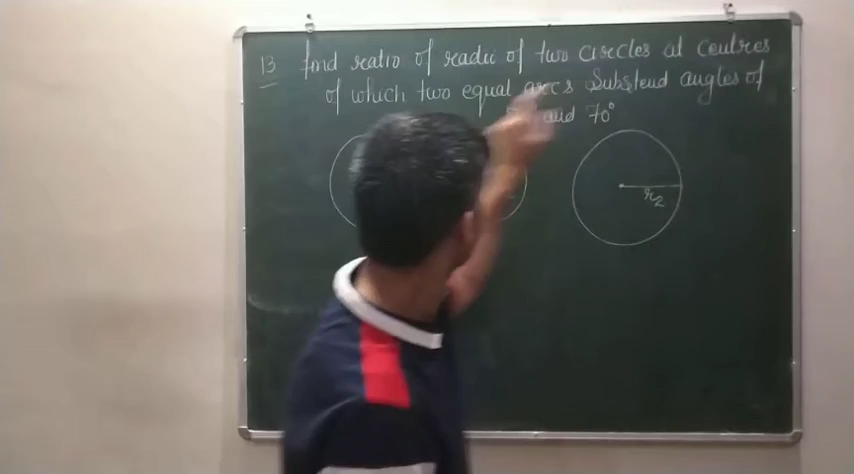 13 find ratio of radii of two circles at centres
of which two equal arcs Substend angles of
and 70°
r2